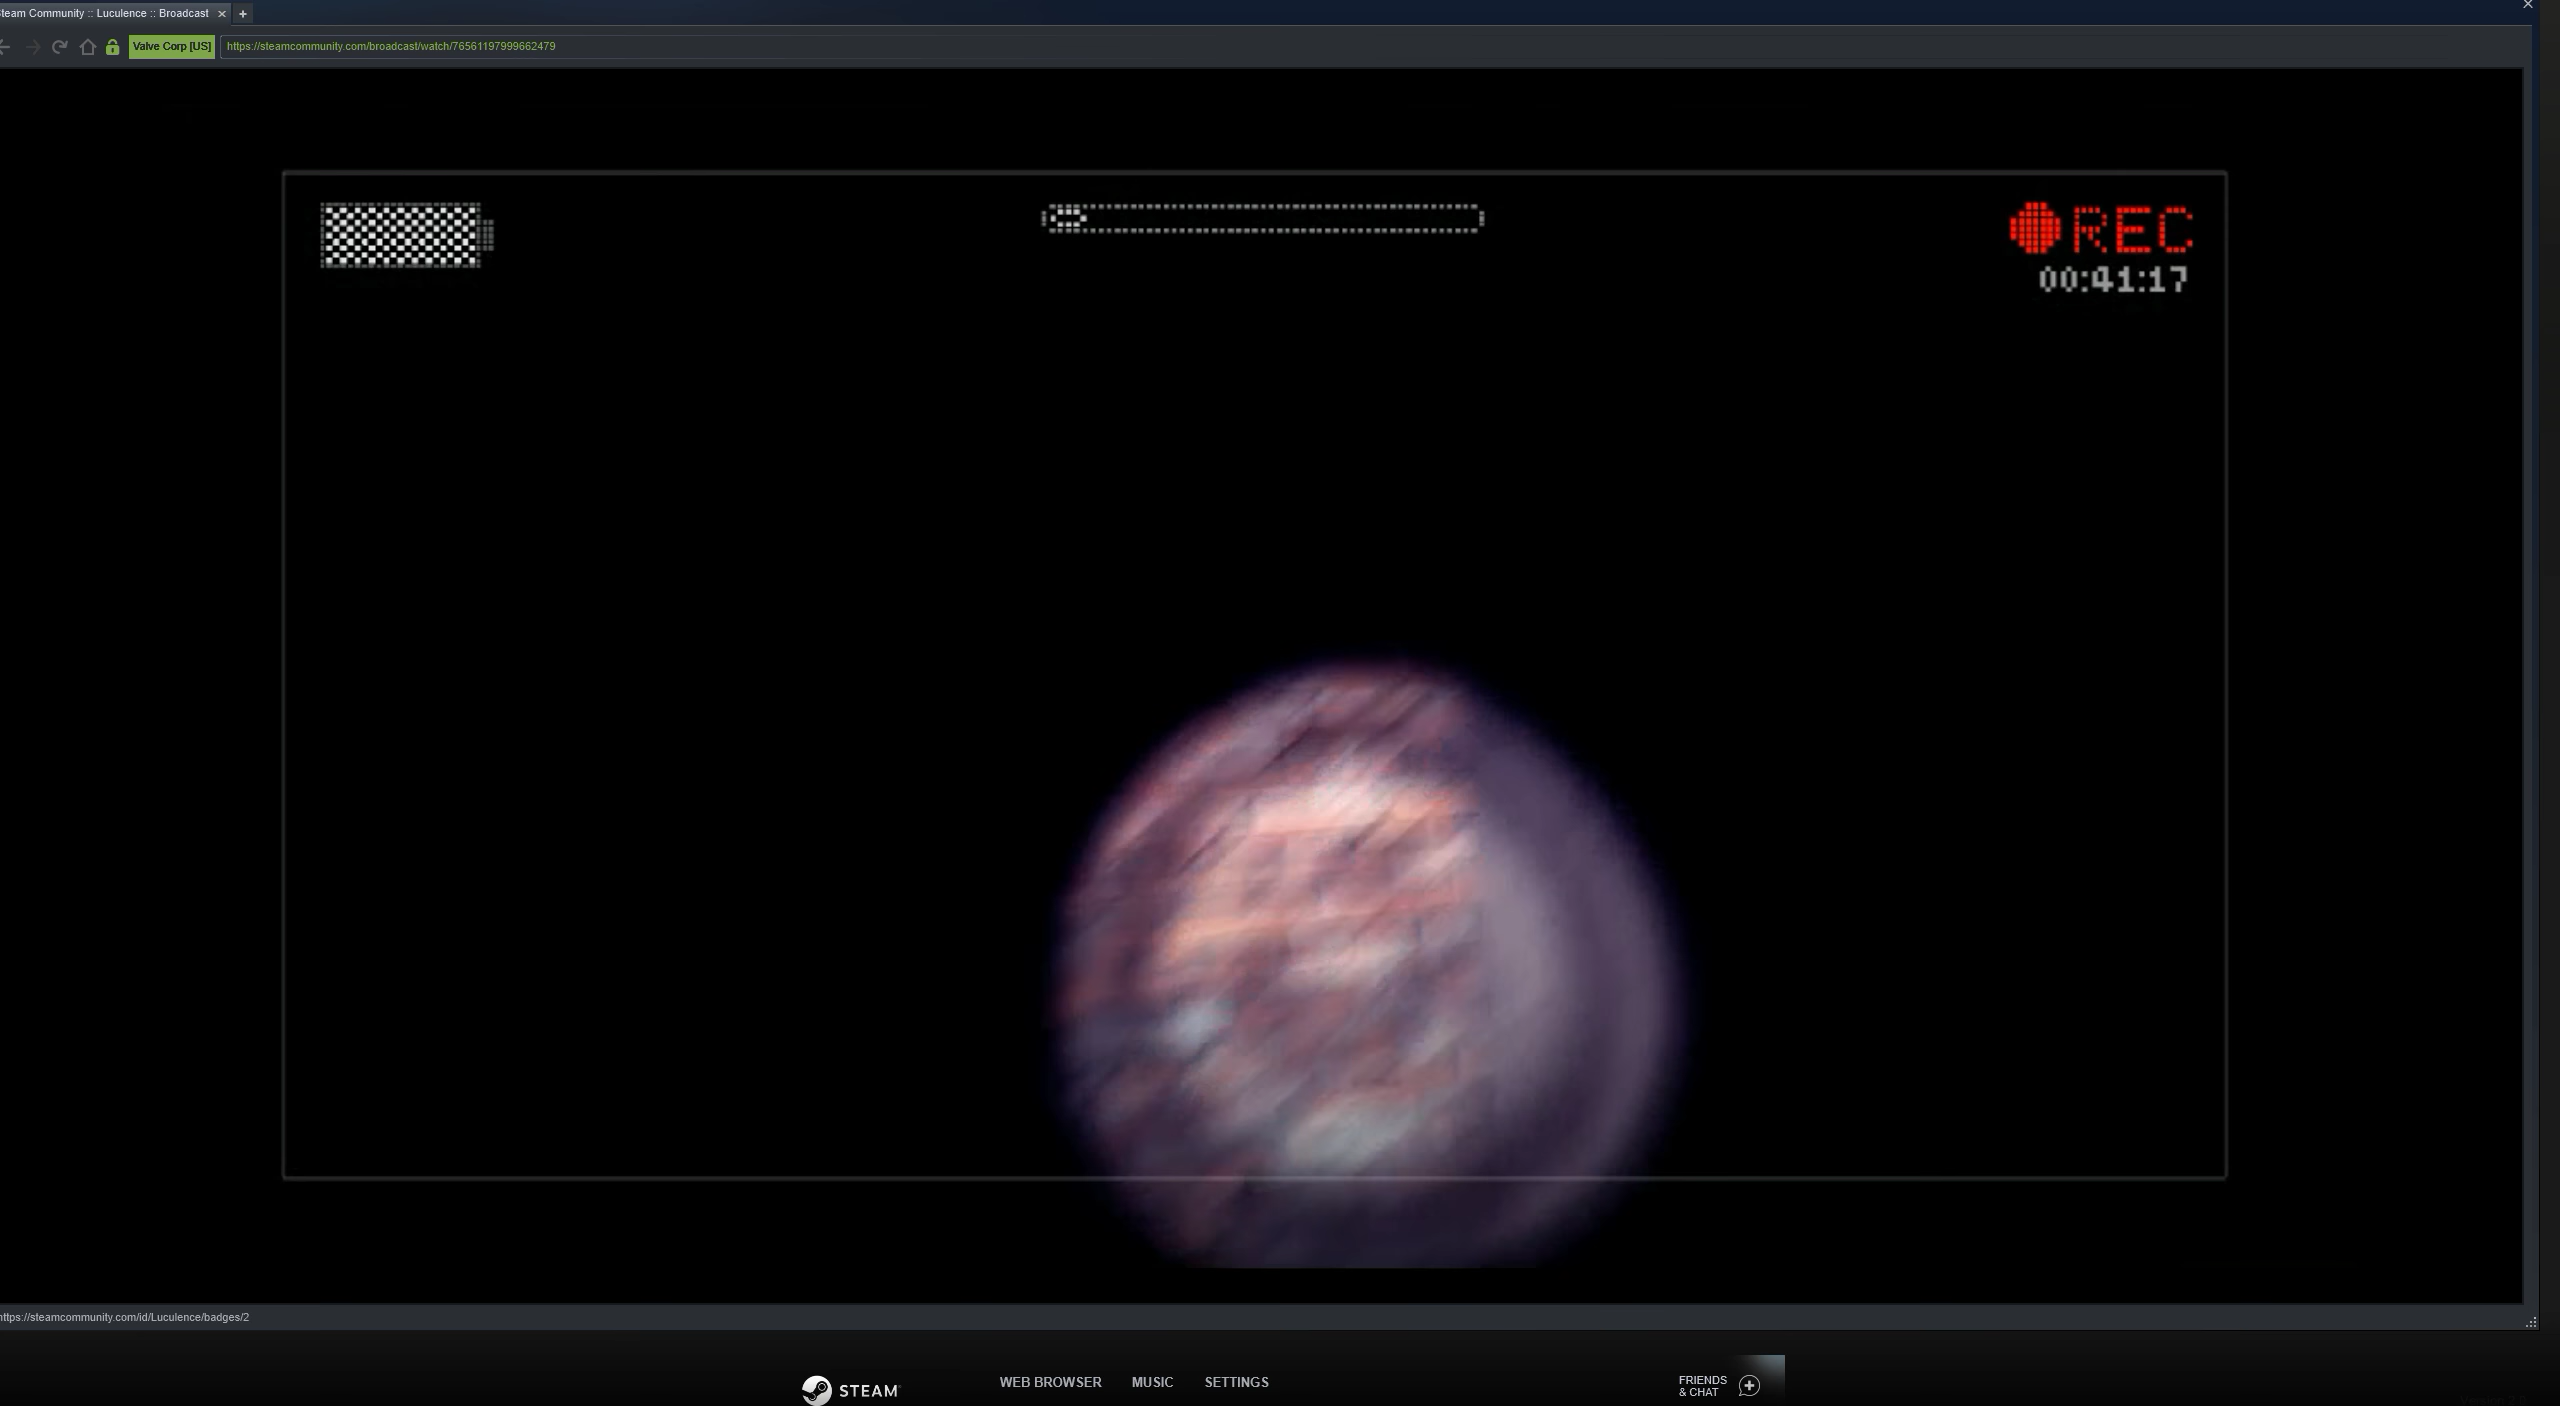 Steam Community :: Luculence :: Broadcast
Valve Corp [US] https://steamcommunity.com/broadcast/watch/76561197999662479
REC
00:41:17
https://steamcommunity.com/id/Luculence/badges/2
STEAM
WEB BROWSER
MUSIC
SETTINGS
FRIENDS
& CHAT